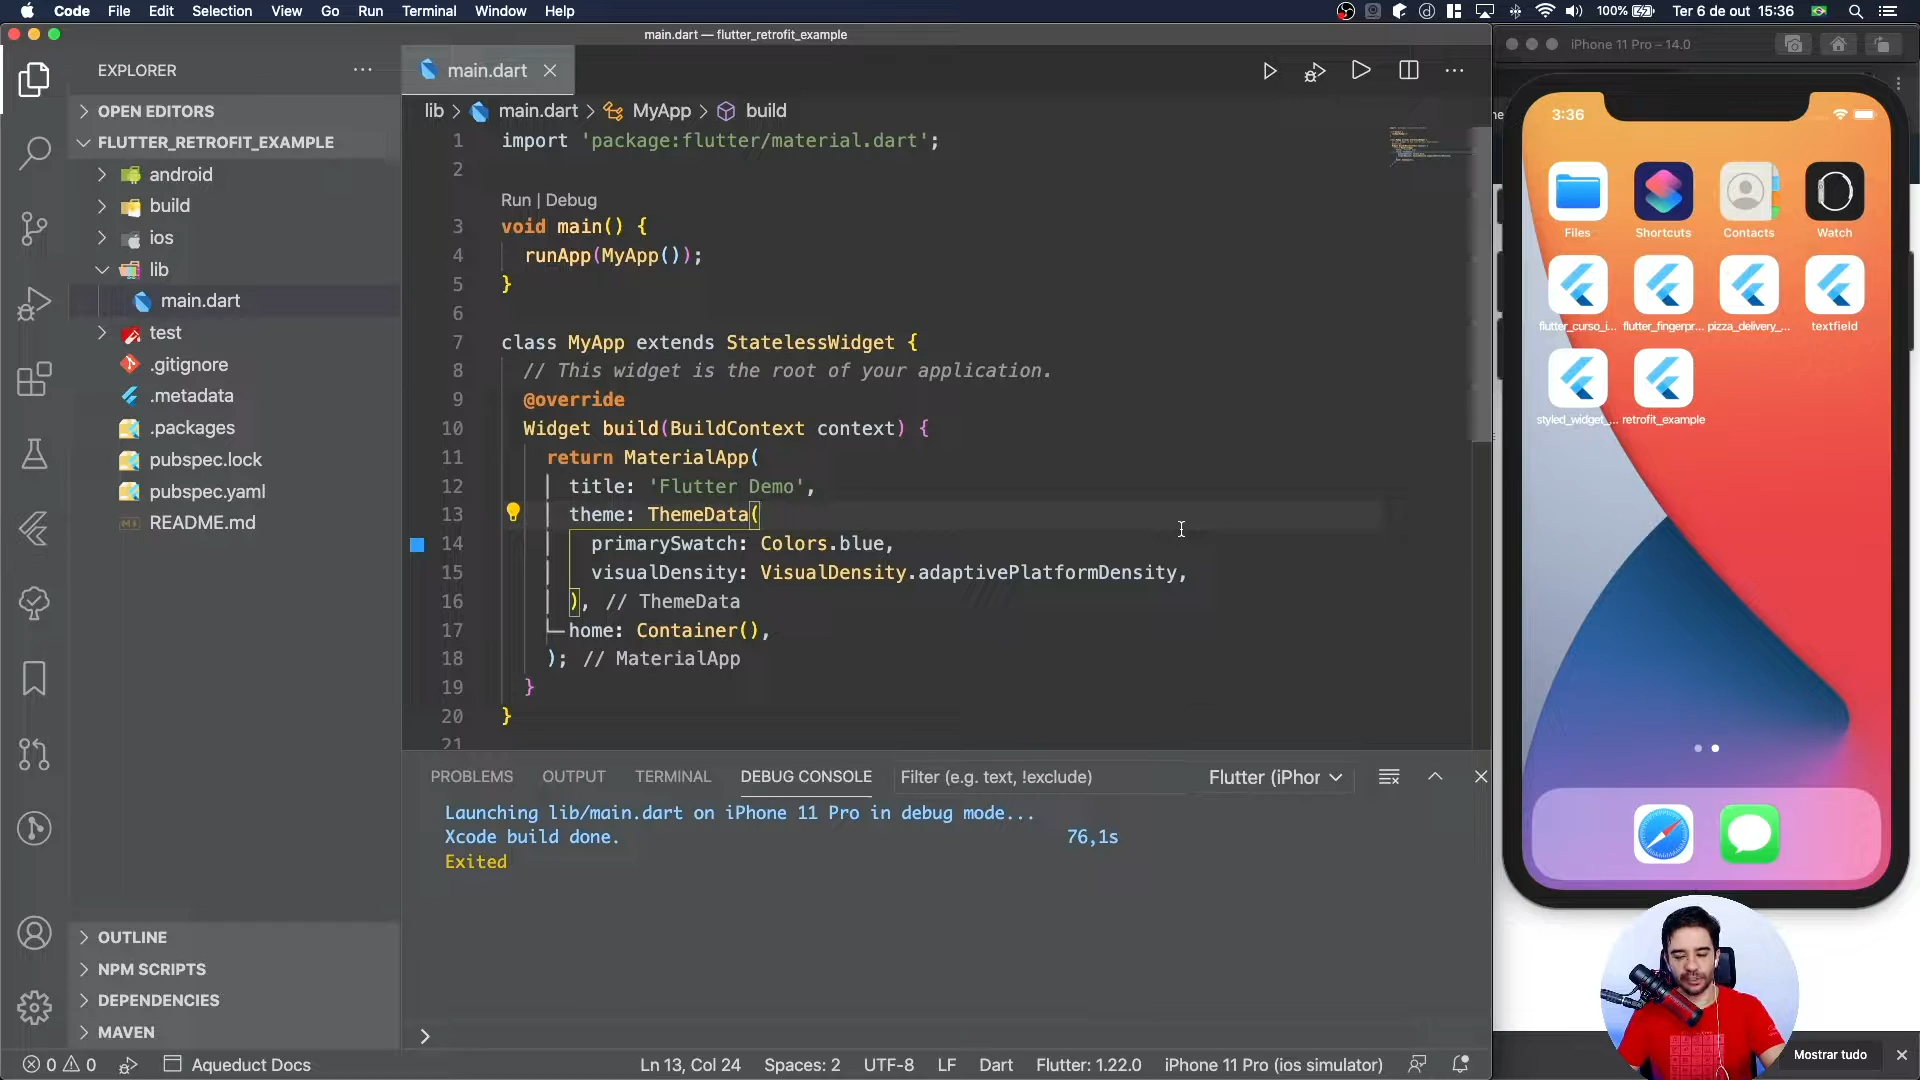 Code File Edit Selection View Go Run Terminal Window Help
100% Ter 6 de out 15:36
main.dart — flutter_retrofit_example
EXPLORER
OPEN EDITORS
FLUTTER_RETROFIT_EXAMPLE
android
build
ios
lib
main.dart
test
.gitignore
.metadata
.packages
pubspec.lock
pubspec.yaml
README.md
OUTLINE
NPM SCRIPTS
DEPENDENCIES
MAVEN
main.dart
lib > main.dart > MyApp > build
1 import 'package:flutter/material.dart';
2
Run | Debug
3 void main() {
4 runApp(MyApp());
5 }
6
7 class MyApp extends StatelessWidget {
8 // This widget is the root of your application.
9 @override
10 Widget build(BuildContext context) {
11 return MaterialApp(
12 title: 'Flutter Demo',
13 theme: ThemeData(
14 primarySwatch: Colors.blue,
15 visualDensity: VisualDensity.adaptivePlatformDensity,
16 ), // ThemeData
17 home: Container(),
18 ); // MaterialApp
19 }
20 }
21
PROBLEMS OUTPUT TERMINAL DEBUG CONSOLE Filter (e.g. text, !exclude) Flutter (iPhor
Launching lib/main.dart on iPhone 11 Pro in debug mode...
Xcode build done. 76,1s
Exited
0 0 Aqueduct Docs Ln 13, Col 24 Spaces: 2 UTF-8 LF Dart Flutter: 1.22.0 iPhone 11 Pro (ios simulator)
iPhone 11 Pro – 14.0
3:36
Files Shortcuts Contacts Watch
flutter_curso_i... flutter_fingerpr... pizza_delivery_... textfield
styled_widget_... retrofit_example
Mostrar tudo